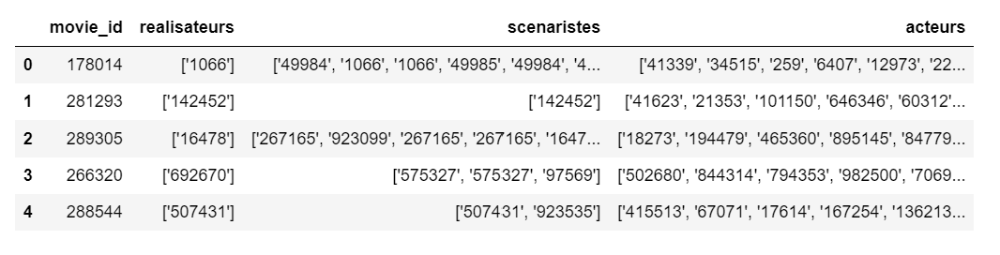 movie_id realisateurs scenaristes acteurs
0 178014 ['1066'] ['49984', '1066', '1066', '49985', '49984', '4... ['41339', '34515', '259', '6407', '12973', '22...
1 281293 ['142452'] ['142452'] ['41623', '21353', '101150', '646346', '60312'...
2 289305 ['16478'] ['267165', '923099', '267165', '267165', '1647... ['18273', '194479', '465360', '895145', '84779...
3 266320 ['692670'] ['575327', '575327', '97569'] ['502680', '844314', '794353', '982500', '7069...
4 288544 ['507431'] ['507431', '923535'] ['415513', '67071', '17614', '167254', '136213...